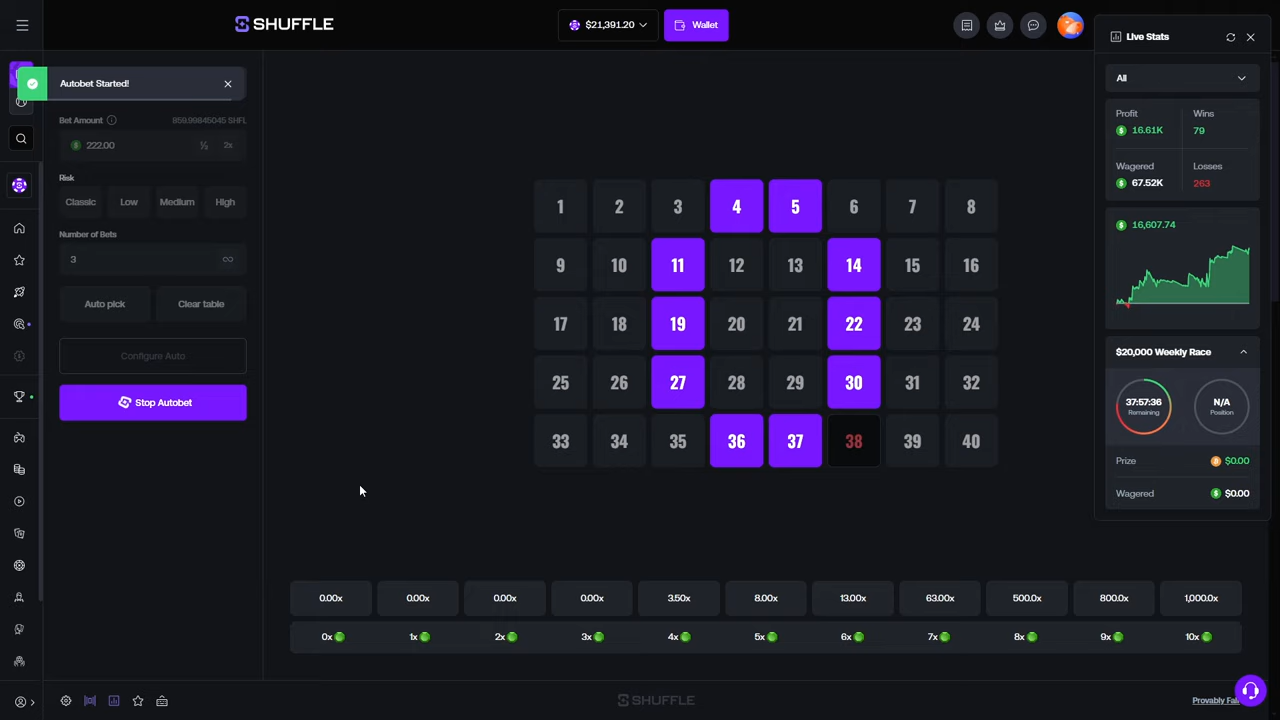 SHUFFLE
$21,391.20
Wallet
Autobet Started!
Bet Amount
859.99845045 SHFL
222.00
½
2x
Risk
Classic
Low
Medium
High
Number of Bets
3
∞
Auto pick
Clear table
Configure Auto
Stop Autobet
1 2 3 4 5 6 7 8
9 10 11 12 13 14 15 16
17 18 19 20 21 22 23 24
25 26 27 28 29 30 31 32
33 34 35 36 37 38 39 40
0.00x 0.00x 0.00x 0.00x 3.50x 8.00x 13.00x 63.00x 500.0x 800.0x 1,000.0x
0x 1x 2x 3x 4x 5x 6x 7x 8x 9x 10x
SHUFFLE
Live Stats
All
Profit
16.61K
Wins
79
Wagered
67.52K
Losses
263
16,607.74
$20,000 Weekly Race
37:57:36
Remaining
N/A
Position
Prize
$0.00
Wagered
$0.00
Provably